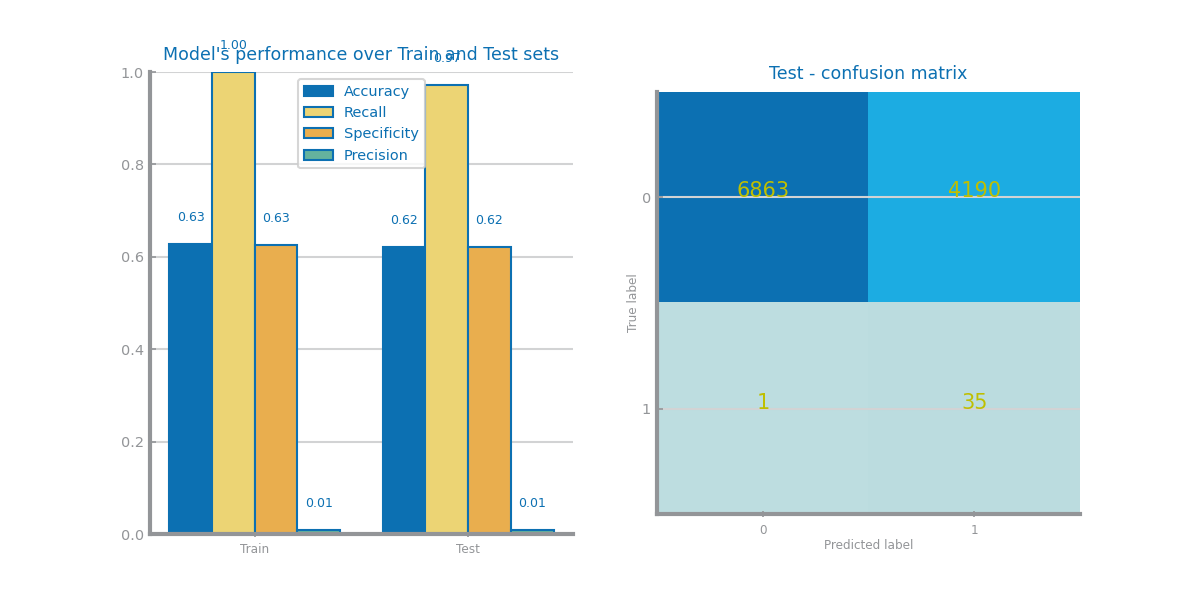 Model's performance over Train and Test sets
1.00
0.97
1.0
0.8
0.6
0.4
0.2
0.0
Accuracy
Recall
Specificity
Precision
0.63
0.63
0.01
0.62
0.62
0.01
Train
Test
Test - confusion matrix
True label
0
1
6863
4190
1
35
0
1
Predicted label